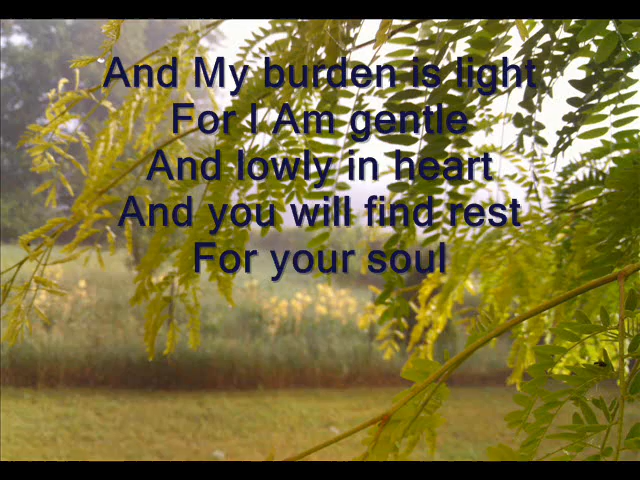 And My burden is light
For I Am gentle
And lowly in heart
And you will find rest
For your soul